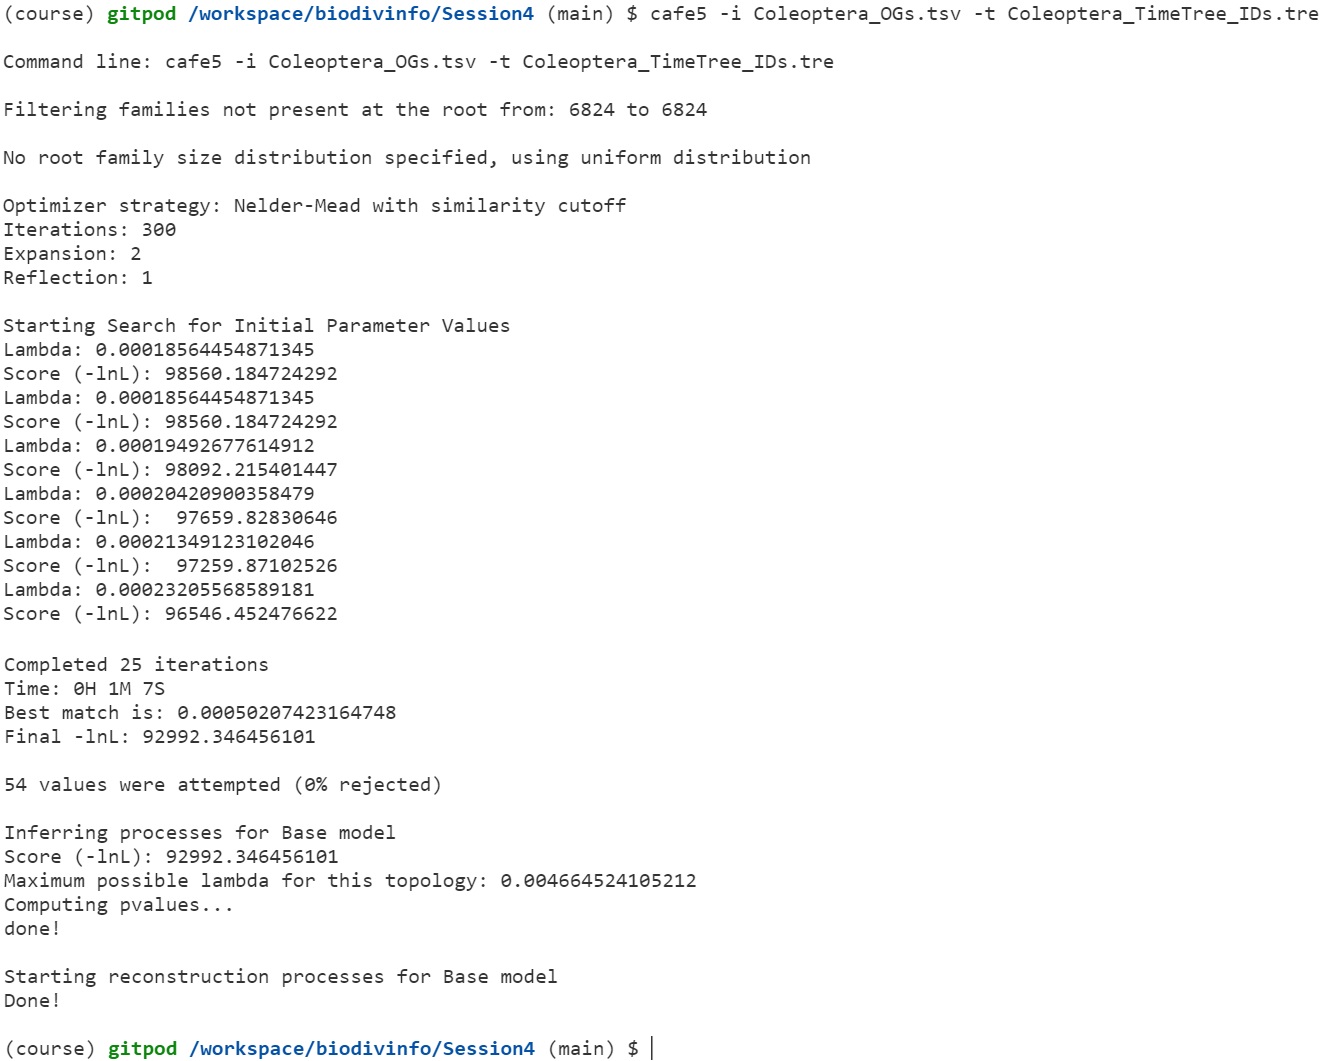 (course) gitpod /workspace/biodivinfo/Session4 (main) $ cafe5 -i Coleoptera_OGs.tsv -t Coleoptera_TimeTree_IDs.tre
Command line: cafe5 -i Coleoptera_OGs.tsv -t Coleoptera_TimeTree_IDs.tre
Filtering families not present at the root from: 6824 to 6824
No root family size distribution specified, using uniform distribution
Optimizer strategy: Nelder-Mead with similarity cutoff
Iterations: 300
Expansion: 2
Reflection: 1
Starting Search for Initial Parameter Values
Lambda: 0.00018564454871345
Score (-lnL): 98560.184724292
Lambda: 0.00018564454871345
Score (-lnL): 98560.184724292
Lambda: 0.00019492677614912
Score (-lnL): 98092.215401447
Lambda: 0.00020420900358479
Score (-lnL):  97659.82830646
Lambda: 0.00021349123102046
Score (-lnL):  97259.87102526
Lambda: 0.00023205568589181
Score (-lnL): 96546.452476622
Completed 25 iterations
Time: 0H 1M 7S
Best match is: 0.00050207423164748
Final -lnL: 92992.346456101
54 values were attempted (0% rejected)
Inferring processes for Base model
Score (-lnL): 92992.346456101
Maximum possible lambda for this topology: 0.004664524105212
Computing pvalues...
done!
Starting reconstruction processes for Base model
Done!
(course) gitpod /workspace/biodivinfo/Session4 (main) $